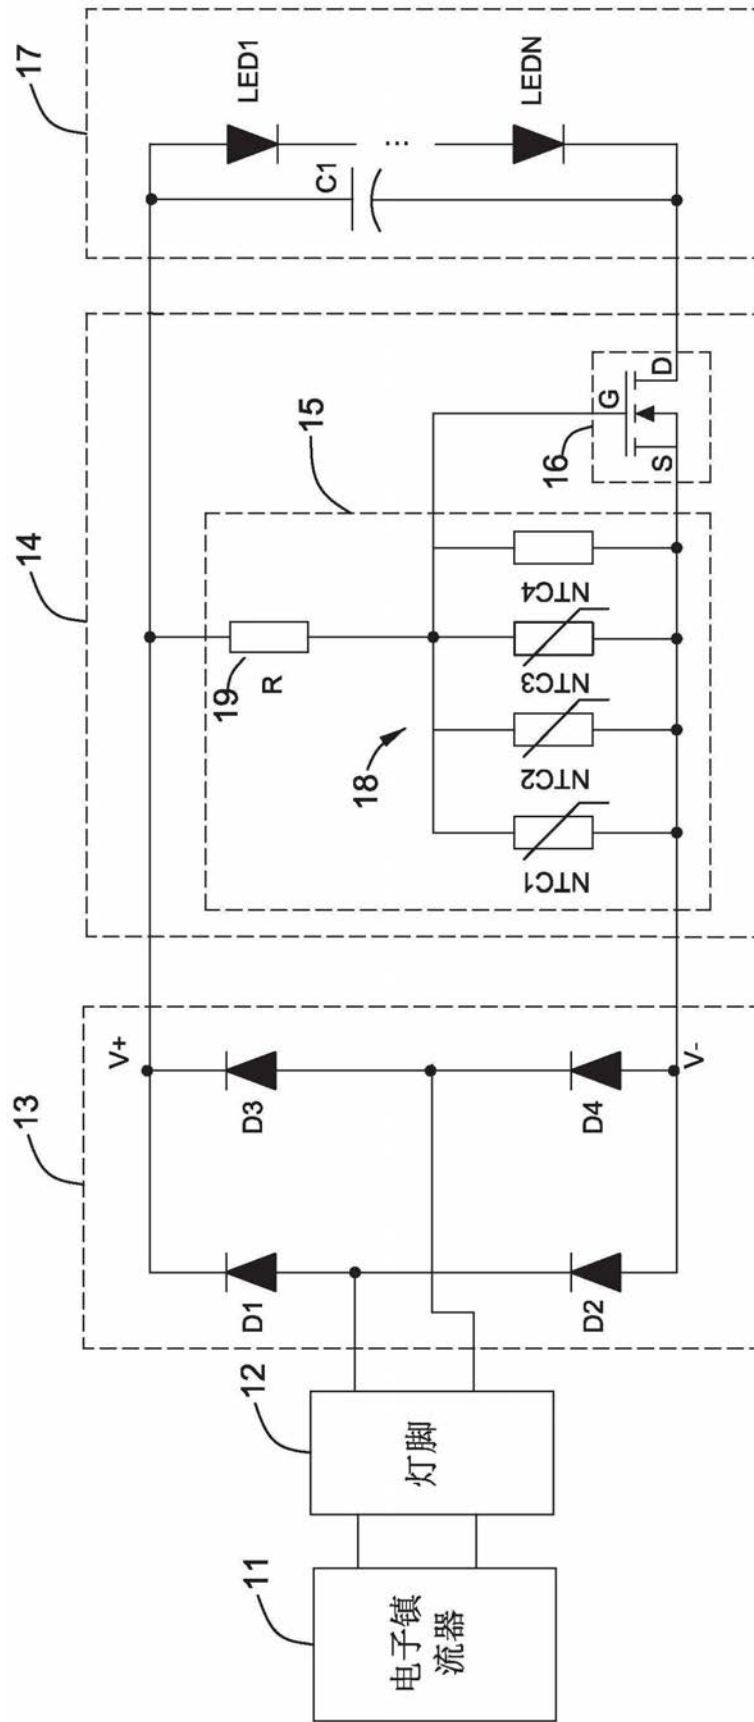 11
电子镇
流器
12
灯脚
13
V+
D1
D3
D2
D4
V-
14
15
19
R
18
NTC1
NTC2
NTC3
NTC4
16
G
S
D
17
C1
LED1
...
LEDN